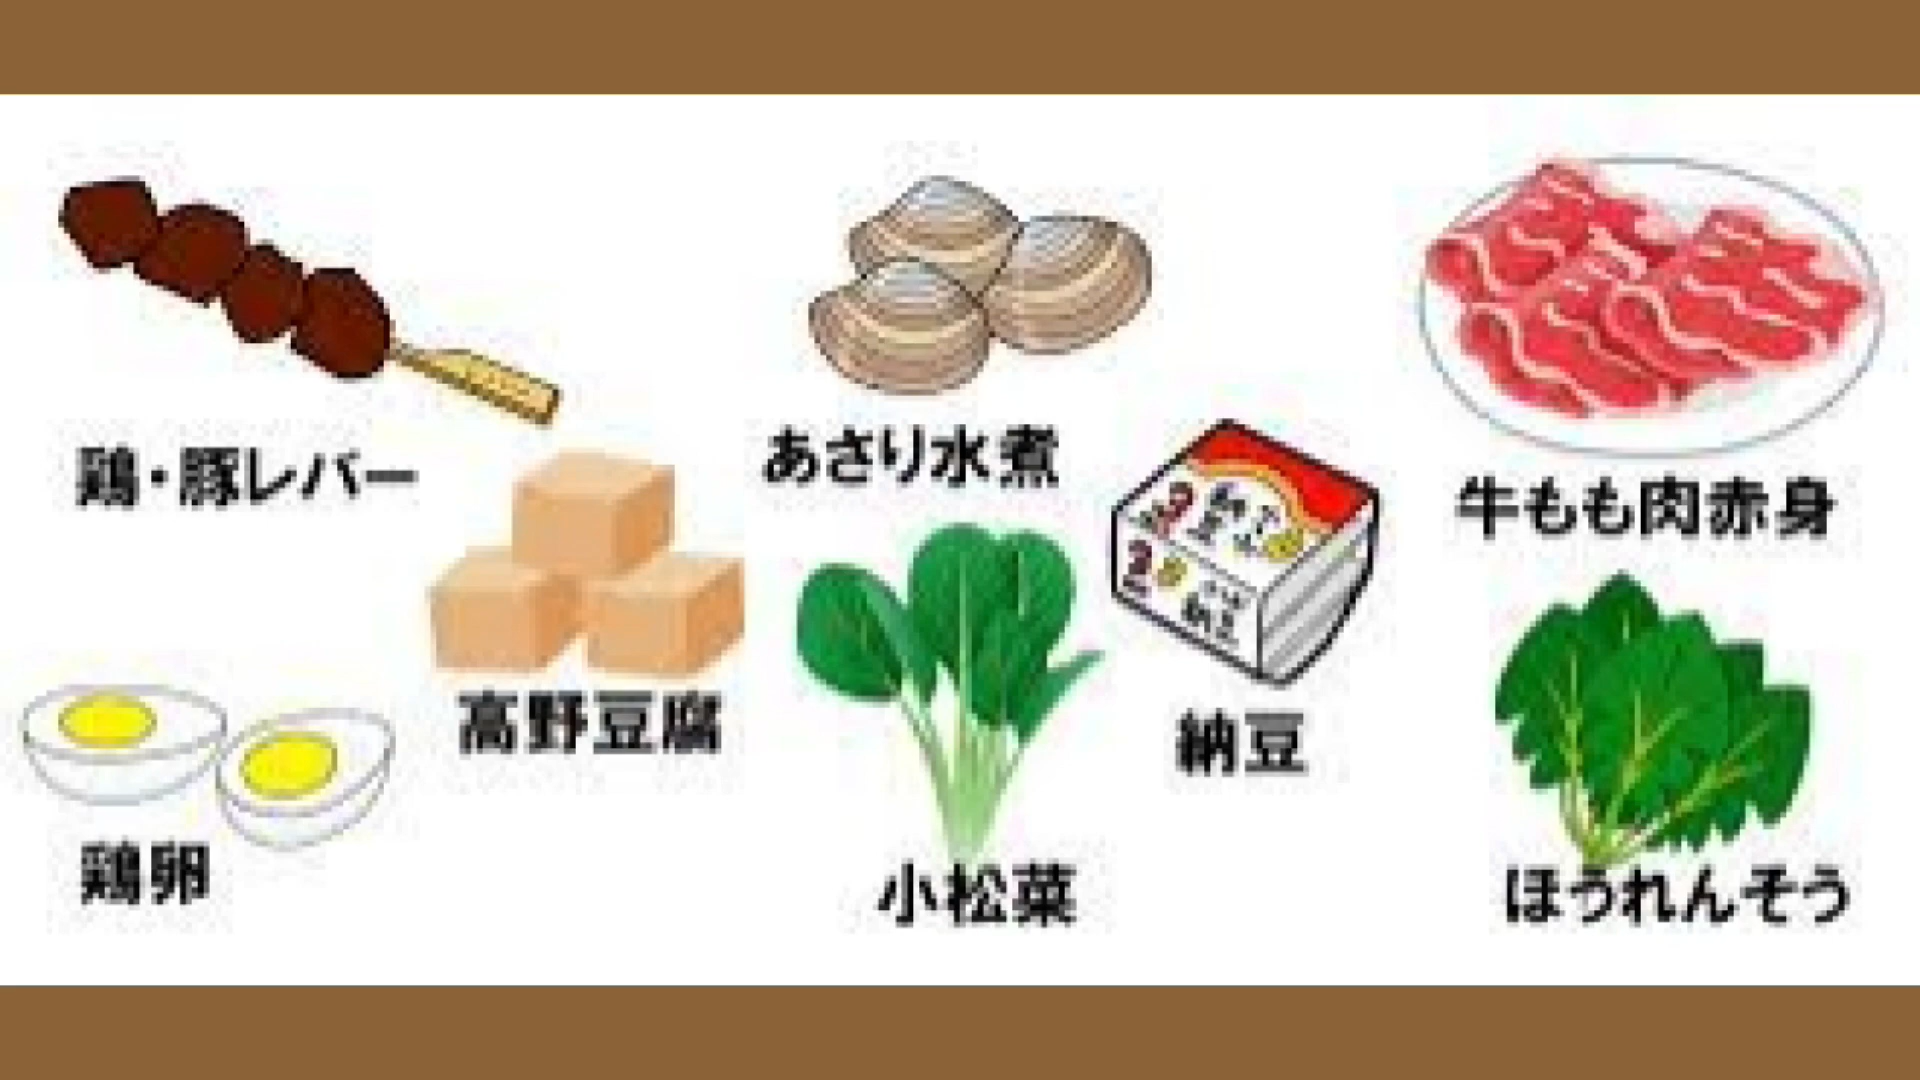 鶏・豚レバー
あさり水煮
牛もも肉赤身
高野豆腐
納豆
鶏卵
小松菜
ほうれんそう